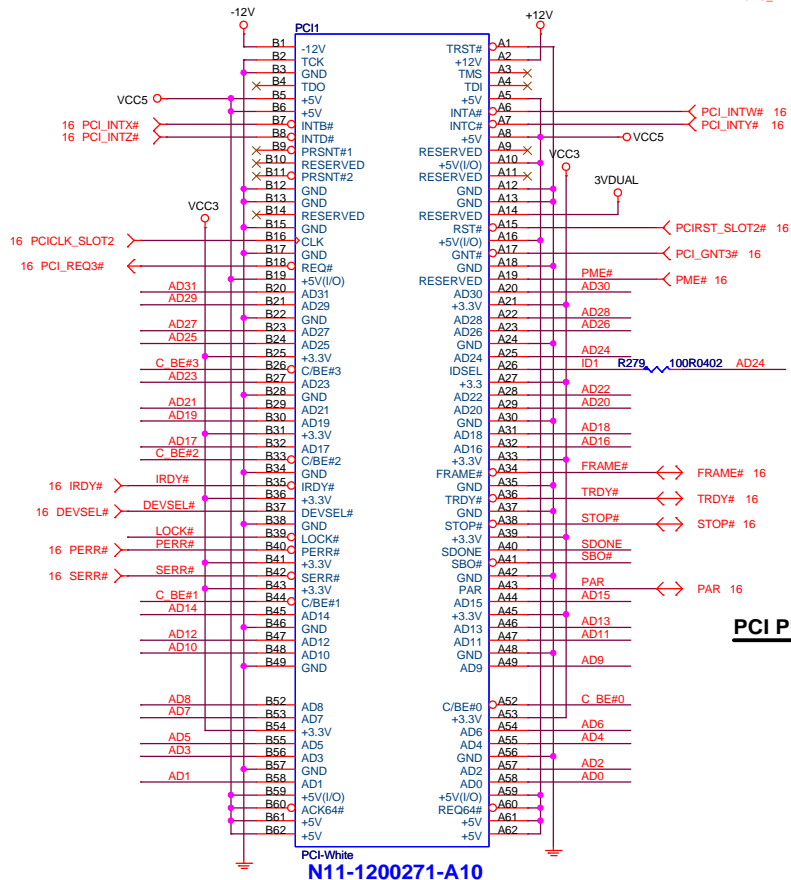 -12V +12V
PCI1
B1 -12V TRST# A1
B2 TCK +12V A2
B3 GND TMS A3
B4 TDO TDI A4
VCC5 B5 +5V +5V A5
B6 +5V INTA# A6 PCI_INTW# 16
16 PCI_INTX# B7 INTB# INTC# A7 PCI_INTY# 16
16 PCI_INTZ# B8 INTD# +5V A8 VCC5
B9 PRSNT#1 RESERVED A9
B10 RESERVED +5V(I/O) A10 VCC3
B11 PRSNT#2 RESERVED A11
B12 GND GND A12 3VDUAL
B13 GND GND A13
VCC3 B14 RESERVED RESERVED A14
B15 GND RST# A15 PCIRST_SLOT2# 16
16 PCICLK_SLOT2 B16 CLK +5V(I/O) A16
B17 GND GNT# A17 PCI_GNT3# 16
16 PCI_REQ3# B18 REQ# GND A18
B19 +5V(I/O) RESERVED A19 PME# PME# 16
AD31 B20 AD31 AD30 A20 AD30
AD29 B21 AD29 +3.3V A21
B22 GND AD28 A22 AD28
AD27 B23 AD27 AD26 A23 AD26
AD25 B24 AD25 GND A24
B25 +3.3V AD24 A25 AD24
C_BE#3 B26 C/BE#3 IDSEL A26 ID1 R279 100R0402 AD24
AD23 B27 AD23 +3.3 A27
B28 GND AD22 A28 AD22
AD21 B29 AD21 AD20 A29 AD20
AD19 B30 AD19 GND A30
B31 +3.3V AD18 A31 AD18
AD17 B32 AD17 AD16 A32 AD16
C_BE#2 B33 C/BE#2 +3.3V A33
B34 GND FRAME# A34 FRAME# FRAME# 16
16 IRDY# IRDY# B35 IRDY# GND A35
B36 +3.3V TRDY# A36 TRDY# TRDY# 16
16 DEVSEL# DEVSEL# B37 DEVSEL# GND A37
B38 GND STOP# A38 STOP# STOP# 16
LOCK# B39 LOCK# +3.3V A39
16 PERR# PERR# B40 PERR# SDONE A40 SDONE
B41 +3.3V SBO# A41 SBO#
16 SERR# SERR# B42 SERR# GND A42
B43 +3.3V PAR A43 PAR PAR 16
C_BE#1 B44 C/BE#1 AD15 A44 AD15
AD14 B45 AD14 +3.3V A45
B46 GND AD13 A46 AD13
AD12 B47 AD12 AD11 A47 AD11
AD10 B48 AD10 GND A48
B49 GND AD9 A49 AD9
PCI P
AD8 B52 AD8 C/BE#0 A52 C_BE#0
AD7 B53 AD7 +3.3V A53
B54 +3.3V AD6 A54 AD6
AD5 B55 AD5 AD4 A55 AD4
AD3 B56 AD3 GND A56
B57 GND AD2 A57 AD2
AD1 B58 AD1 AD0 A58 AD0
B59 +5V(I/O) +5V(I/O) A59
B60 ACK64# REQ64# A60
B61 +5V +5V A61
B62 +5V +5V A62
PCI-White
N11-1200271-A10